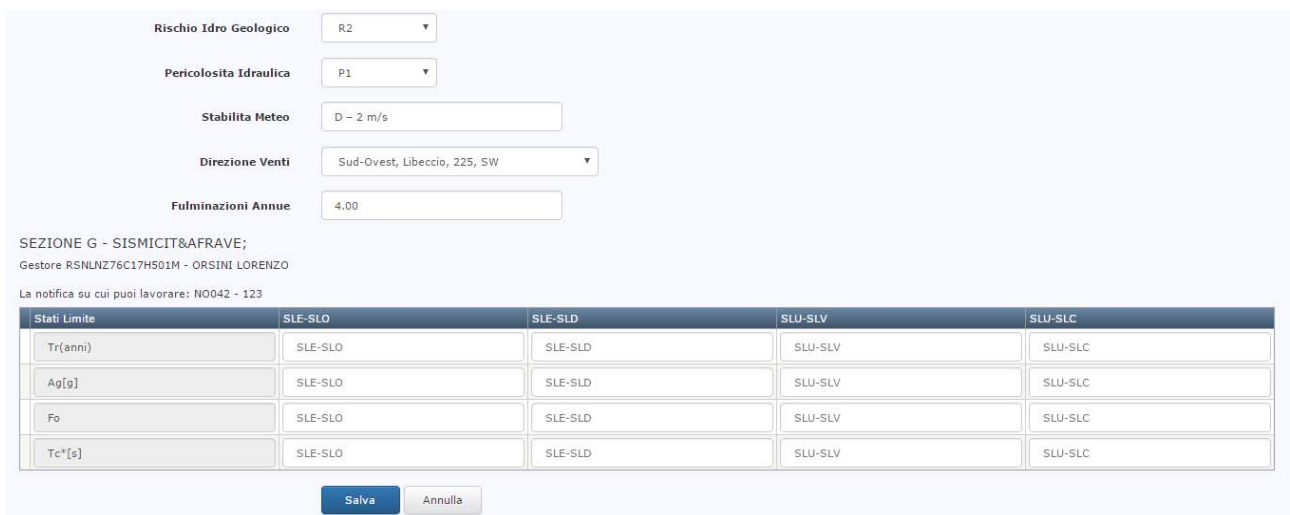 Rischio Idro Geologico R2
Pericolosita Idraulica P1
Stabilita Meteo D – 2 m/s
Direzione Venti Sud-Ovest, Libeccio, 225, SW
Fulminazioni Annue 4.00
SEZIONE G - SISMICIT&AFRAVE;
Gestore RSNLNZ76C17H501M - ORSINI LORENZO
La notifica su cui puoi lavorare: NO042 - 123
Stati Limite SLE-SLO SLE-SLD SLU-SLV SLU-SLC
Tr(anni) SLE-SLO SLE-SLD SLU-SLV SLU-SLC
Ag[g] SLE-SLO SLE-SLD SLU-SLV SLU-SLC
Fo SLE-SLO SLE-SLD SLU-SLV SLU-SLC
Tc*[s] SLE-SLO SLE-SLD SLU-SLV SLU-SLC
Salva Annulla